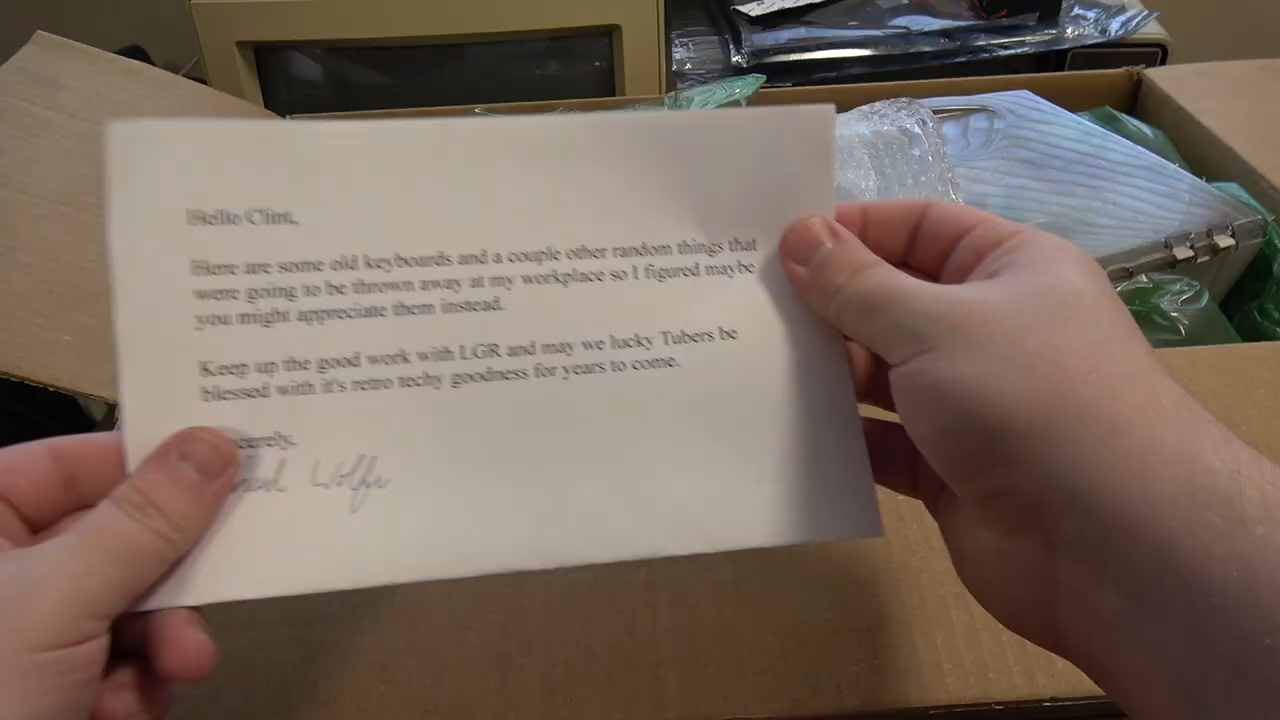 Hello Clint,
Here are some old keyboards and a couple other random things that
were going to be thrown away at my workplace so I figured maybe
you might appreciate them instead.
Keep up the good work with LGR and may we lucky Tubers be
blessed with it's retro techy goodness for years to come.
Wolfe